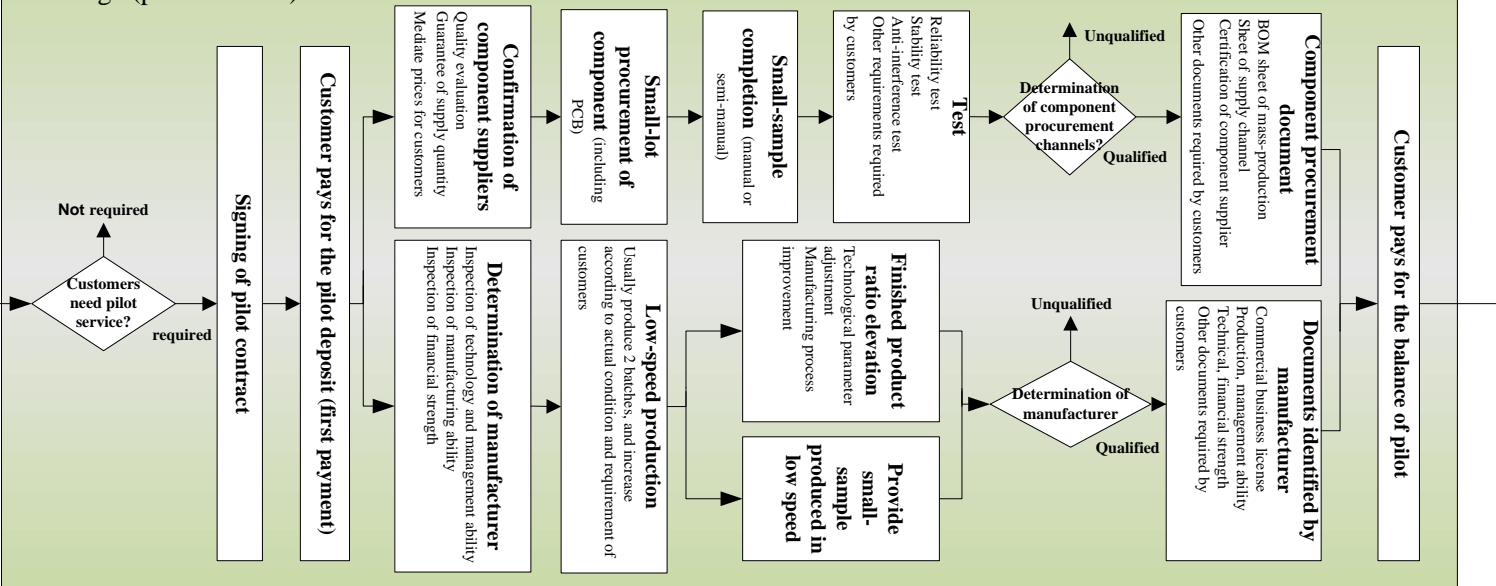 Not required
Customers
need pilot
service?
required
Signing of pilot contract
Customer pays for the pilot deposit (first payment)
Confirmation of
component suppliers
Quality evaluation
Guarantee of supply quantity
Mediate prices for customers
Small-lot
procurement of
component (including
PCB)
Small-sample
completion (manual or
semi-manual)
Test
Reliability test
Stability test
Anti-interference test
Other requirements required
by customers
Unqualified
Determination
of component
procurement
channels?
Qualified
Component procurement
document
BOM sheet of mass-production
Sheet of supply channel
Certification of component supplier
Other documents required by customers
Determination of manufacturer
Inspection of technology and management ability
Inspection of manufacturing ability
Inspection of financial strength
Low-speed production
Usually produce 2 batches, and increase
according to actual condition and requirement of
customers
Finished product
ratio elevation
Technological parameter
adjustment
Manufacturing process
improvement
Provide
small-
sample
produced in
low speed
Unqualified
Determination of
manufacturer
Qualified
Documents identified by
manufacturer
Commercial business license
Production, management ability
Technical, financial strength
Other documents required by
customers
Customer pays for the balance of pilot